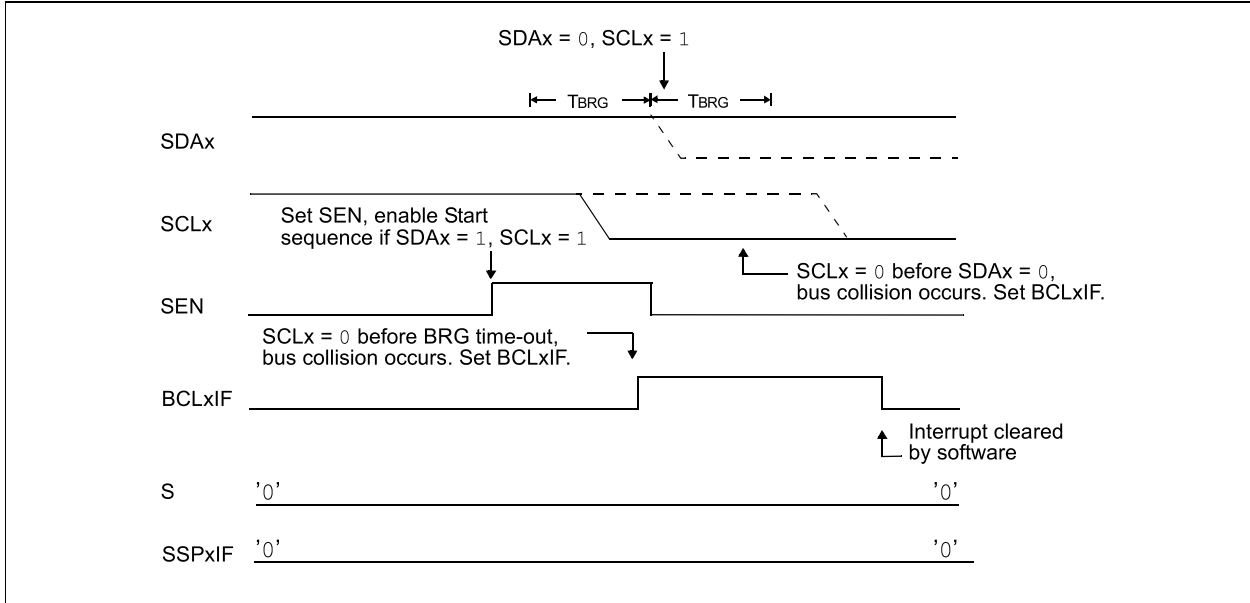 SDAx = 0, SCLx = 1
TBRG TBRG
SDAx
SCLx
Set SEN, enable Start
sequence if SDAx = 1, SCLx = 1
SCLx = 0 before SDAx = 0,
bus collision occurs. Set BCLxIF.
SEN
SCLx = 0 before BRG time-out,
bus collision occurs. Set BCLxIF.
BCLxIF
Interrupt cleared
by software
S
'0' '0'
SSPxIF
'0' '0'